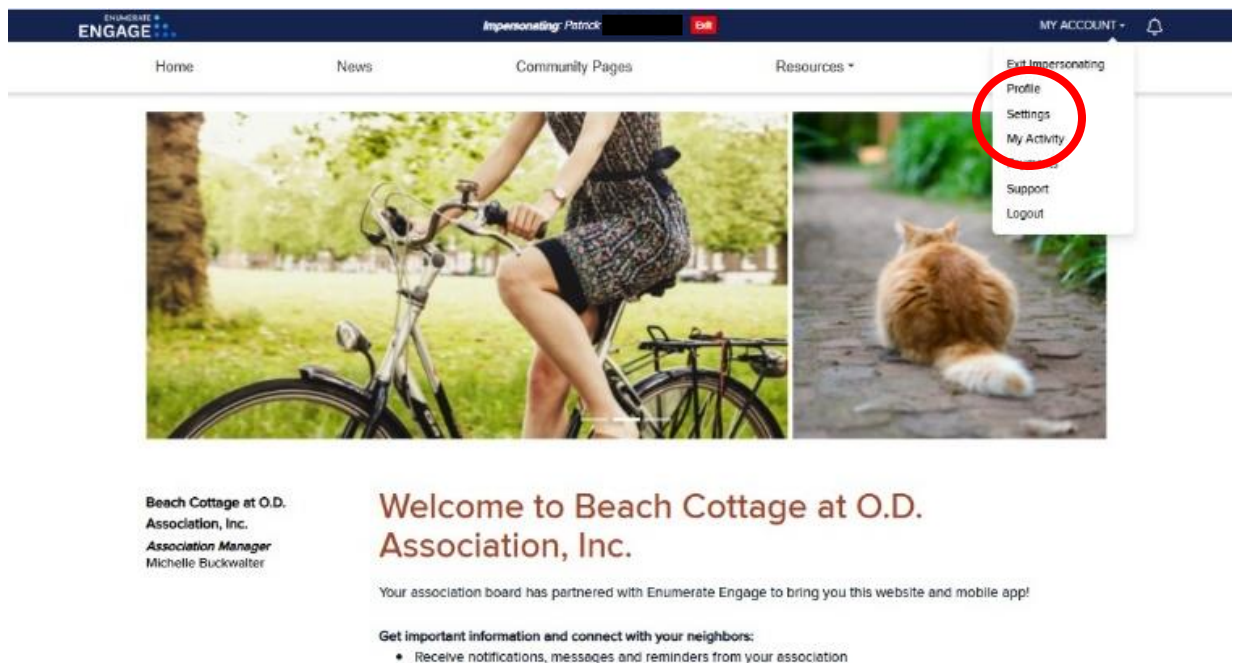 ENUMERATE
ENGAGE
Impersonating: Patrick
Exit
MY ACCOUNT
Home
News
Community Pages
Resources
Exit Impersonating
Profile
Settings
My Activity
Support
Logout
Beach Cottage at O.D.
Association, Inc.
Association Manager
Michelle Buckwalter
Welcome to Beach Cottage at O.D.
Association, Inc.
Your association board has partnered with Enumerate Engage to bring you this website and mobile app!
Get important information and connect with your neighbors:
• Receive notifications, messages and reminders from your association